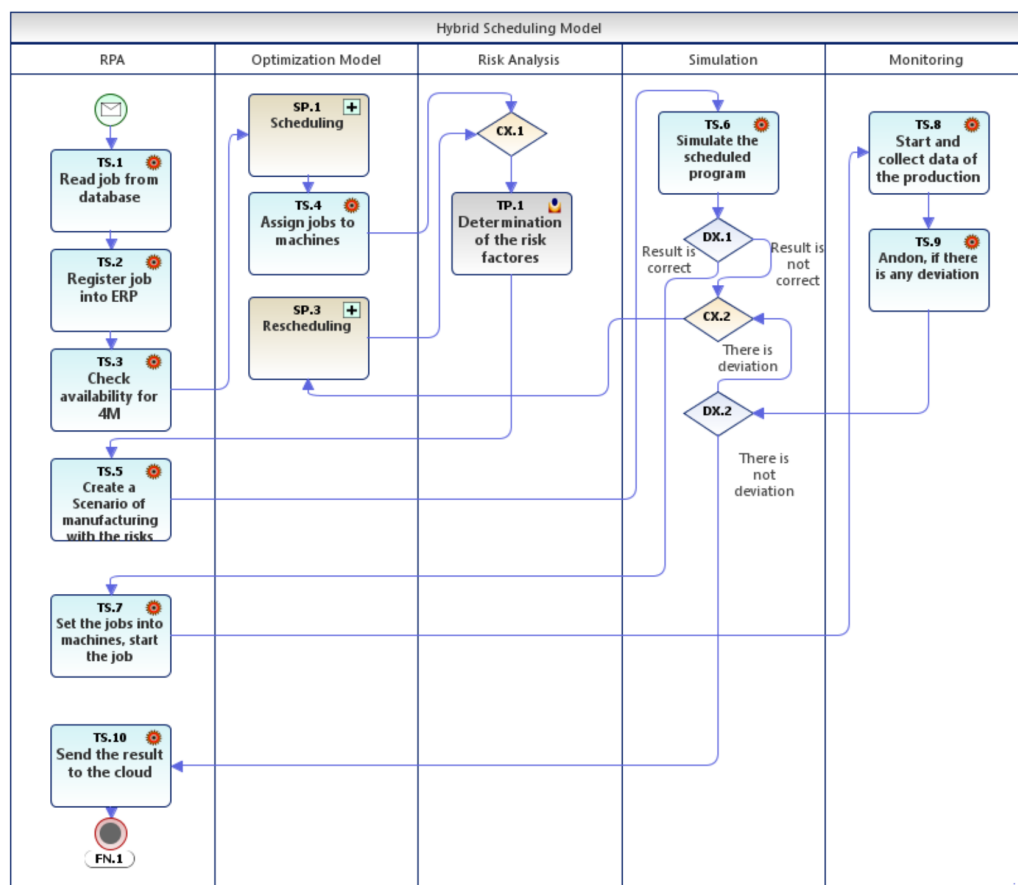 Hybrid Scheduling Model
RPA
Optimization Model
Risk Analysis
Simulation
Monitoring
TS.1
Read job from
database
TS.2
Register job
into ERP
TS.3
Check
availability for
4M
TS.5
Create a
Scenario of
manufacturing
with the risks
TS.7
Set the jobs into
machines, start
the job
TS.10
Send the result
to the cloud
FN.1
SP.1
Scheduling
TS.4
Assign jobs to
machines
SP.3
Rescheduling
CX.1
TP.1
Determination
of the risk
factores
TS.6
Simulate the
scheduled
program
DX.1
Result is
correct
Result is
not
correct
CX.2
There is
deviation
DX.2
There is
not
deviation
TS.8
Start and
collect data of
the production
TS.9
Andon, if there
is any deviation